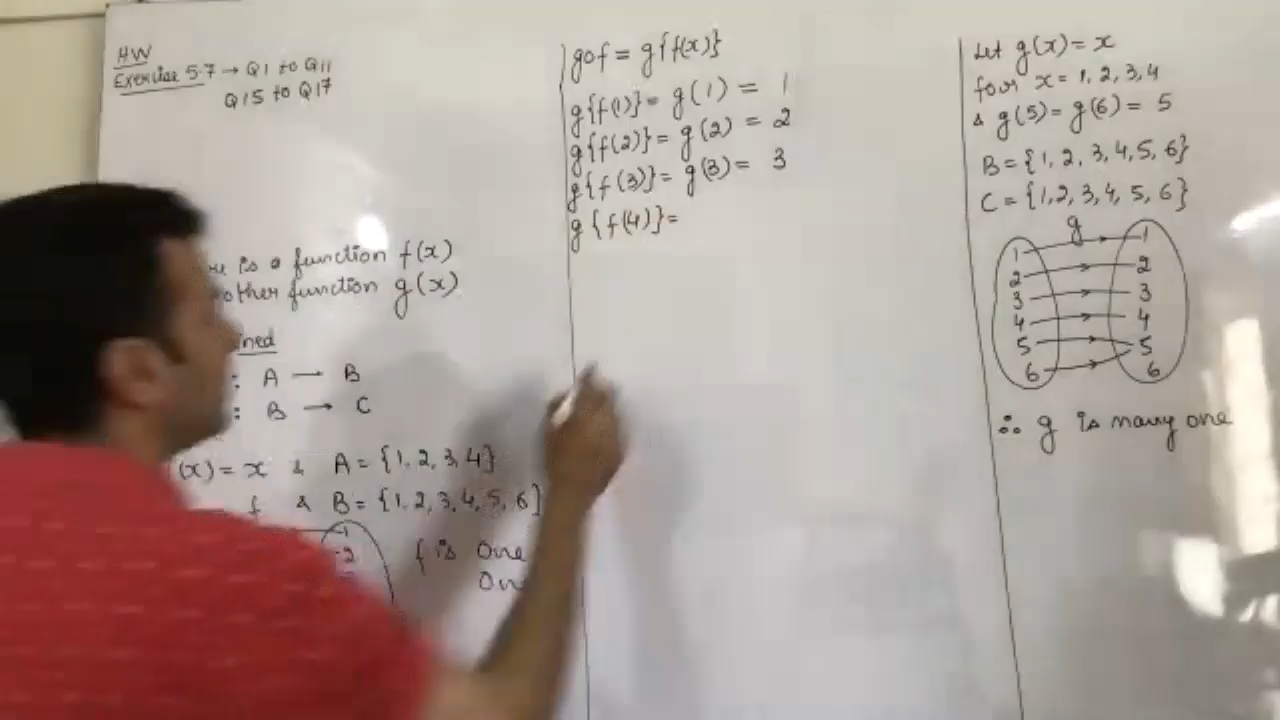 HW
Exercise 5.7 → Q1 to Q11
Q15 to Q17
is a function f(x)
other function g(x)
: A → B
: B → C
(x) = x & A = {1, 2, 3, 4}
f & B = {1, 2, 3, 4, 5, 6}
1
2
f is One
gof = g{f(x)}
g{f(1)} = g(1) = 1
g{f(2)} = g(2) = 2
g{f(3)} = g(3) = 3
g{f(4)} =
Let g(x) = x
for x = 1, 2, 3, 4
& g(5) = g(6) = 5
B = {1, 2, 3, 4, 5, 6}
C = {1, 2, 3, 4, 5, 6}
g
1 1
2 2
3 3
4 4
5 5
6 6
∴ g is many one